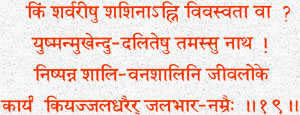 किं शर्वरीषु शशिनाऽह्नि विवस्वता वा ?
युष्मन्मुखेन्दु-दलितेषु तमस्सु नाथ !
निष्पन्न शालि-वनशालिनि जीवलोके
कार्यं कियज्जलधरैर् जलभार-नम्रैः ॥१९॥